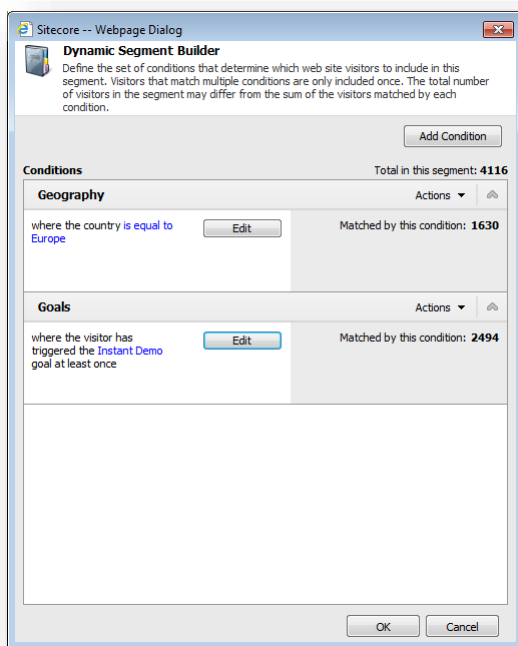 Sitecore -- Webpage Dialog
Dynamic Segment Builder
Define the set of conditions that determine which web site visitors to include in this
segment. Visitors that match multiple conditions are only included once. The total number
of visitors in the segment may differ from the sum of the visitors matched by each
condition.
Add Condition
Conditions Total in this segment: 4116
Geography Actions
where the country is equal to Edit Matched by this condition: 1630
Europe
Goals Actions
where the visitor has Edit Matched by this condition: 2494
triggered the Instant Demo
goal at least once
OK Cancel